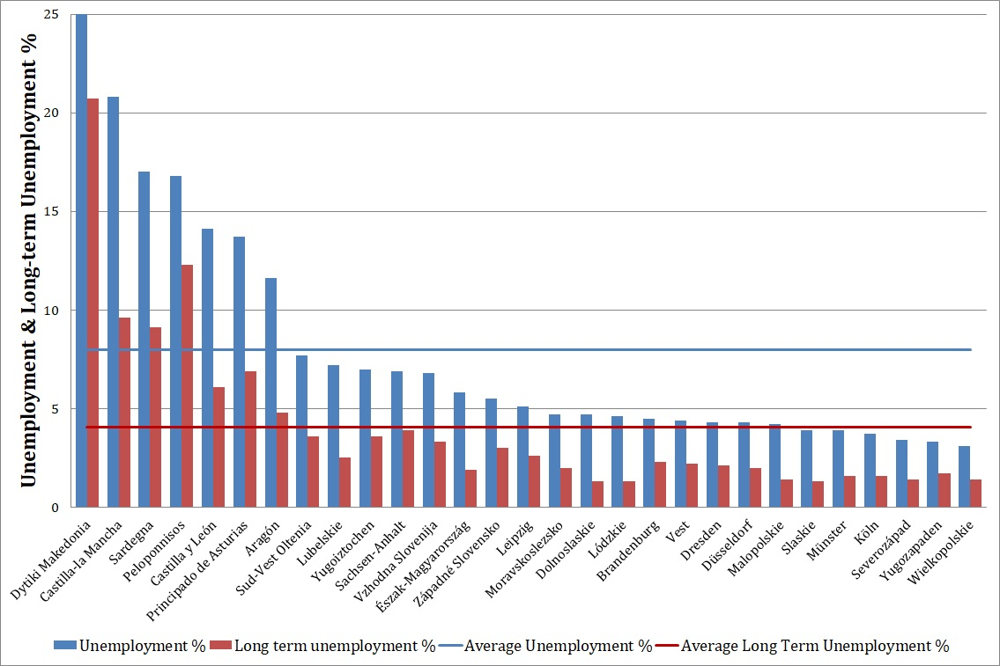 Unemployment & Long-term Unemployment %
25
20
15
10
5
0
Dytiki Makedonia
Castilla-la Mancha
Sardegna
Peloponnisos
Castilla y León
Principado de Asturias
Aragón
Sud-Vest Oltenia
Lubelskie
Yugoiztochen
Sachsen-Anhalt
Vzhodna Slovenija
Észak-Magyarország
Západné Slovensko
Leipzig
Moravskoslezsko
Dolnoslaskie
Lódzkie
Brandenburg
Vest
Dresden
Düsseldorf
Malopolskie
Slaskie
Münster
Köln
Severozápad
Yugozapaden
Wielkopolskie
Unemployment % Long term unemployment % Average Unemployment % Average Long Term Unemployment %